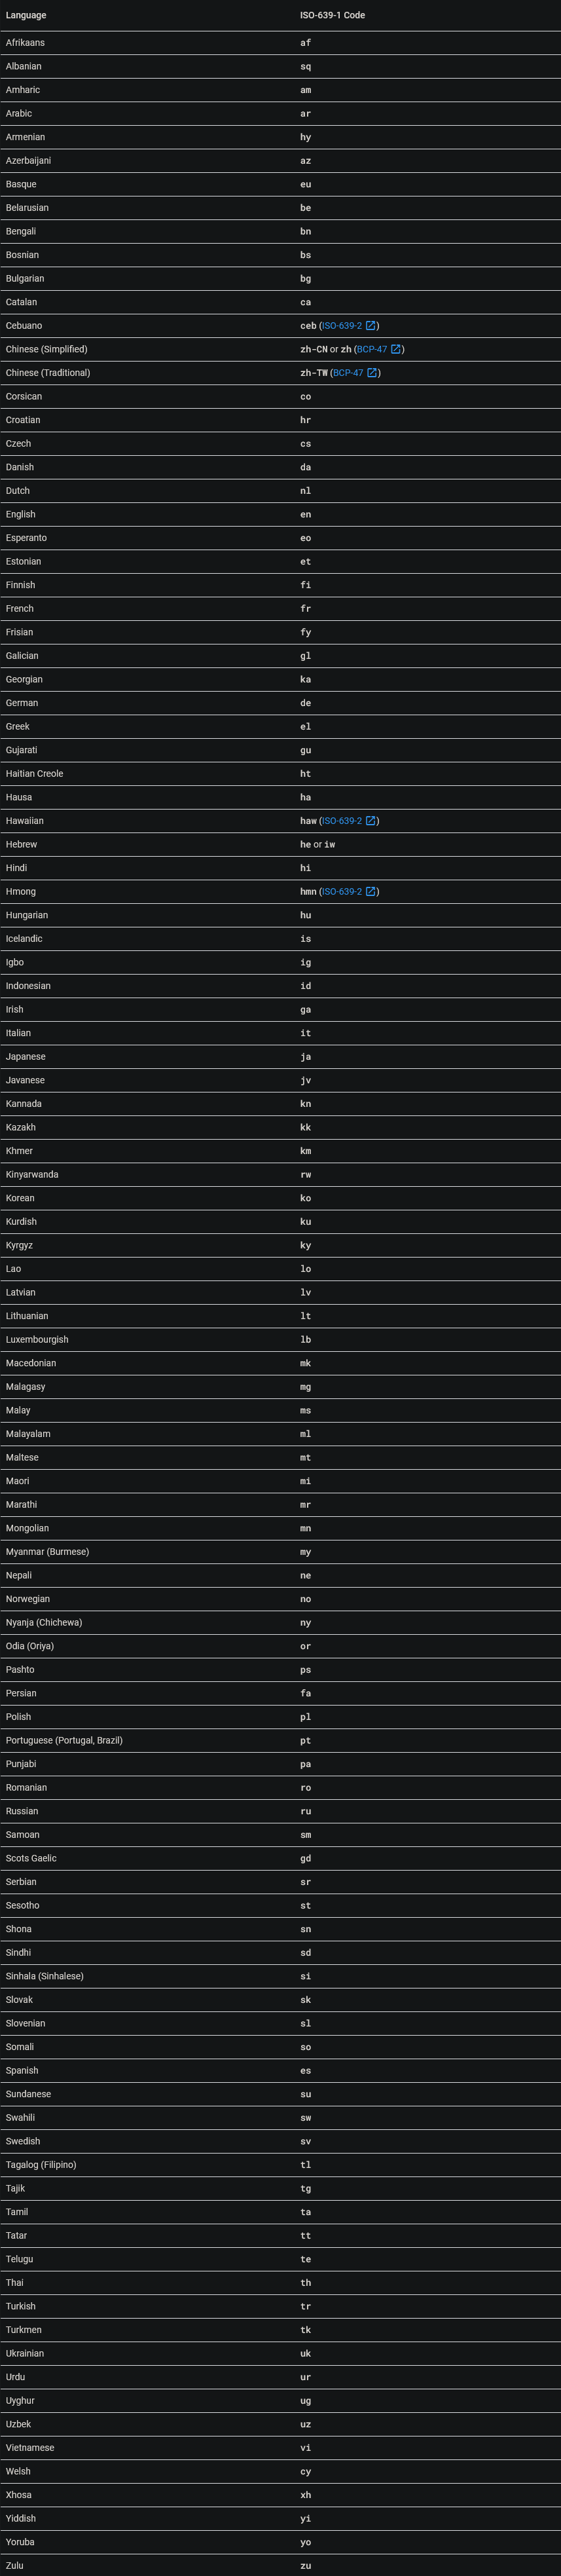 Language ISO-639-1 Code
Afrikaans af
Albanian sq
Amharic am
Arabic ar
Armenian hy
Azerbaijani az
Basque eu
Belarusian be
Bengali bn
Bosnian bs
Bulgarian bg
Catalan ca
Cebuano ceb (ISO-639-2)
Chinese (Simplified) zh-CN or zh (BCP-47)
Chinese (Traditional) zh-TW (BCP-47)
Corsican co
Croatian hr
Czech cs
Danish da
Dutch nl
English en
Esperanto eo
Estonian et
Finnish fi
French fr
Frisian fy
Galician gl
Georgian ka
German de
Greek el
Gujarati gu
Haitian Creole ht
Hausa ha
Hawaiian haw (ISO-639-2)
Hebrew he or iw
Hindi hi
Hmong hmn (ISO-639-2)
Hungarian hu
Icelandic is
Igbo ig
Indonesian id
Irish ga
Italian it
Japanese ja
Javanese jv
Kannada kn
Kazakh kk
Khmer km
Kinyarwanda rw
Korean ko
Kurdish ku
Kyrgyz ky
Lao lo
Latvian lv
Lithuanian lt
Luxembourgish lb
Macedonian mk
Malagasy mg
Malay ms
Malayalam ml
Maltese mt
Maori mi
Marathi mr
Mongolian mn
Myanmar (Burmese) my
Nepali ne
Norwegian no
Nyanja (Chichewa) ny
Odia (Oriya) or
Pashto ps
Persian fa
Polish pl
Portuguese (Portugal, Brazil) pt
Punjabi pa
Romanian ro
Russian ru
Samoan sm
Scots Gaelic gd
Serbian sr
Sesotho st
Shona sn
Sindhi sd
Sinhala (Sinhalese) si
Slovak sk
Slovenian sl
Somali so
Spanish es
Sundanese su
Swahili sw
Swedish sv
Tagalog (Filipino) tl
Tajik tg
Tamil ta
Tatar tt
Telugu te
Thai th
Turkish tr
Turkmen tk
Ukrainian uk
Urdu ur
Uyghur ug
Uzbek uz
Vietnamese vi
Welsh cy
Xhosa xh
Yiddish yi
Yoruba yo
Zulu zu